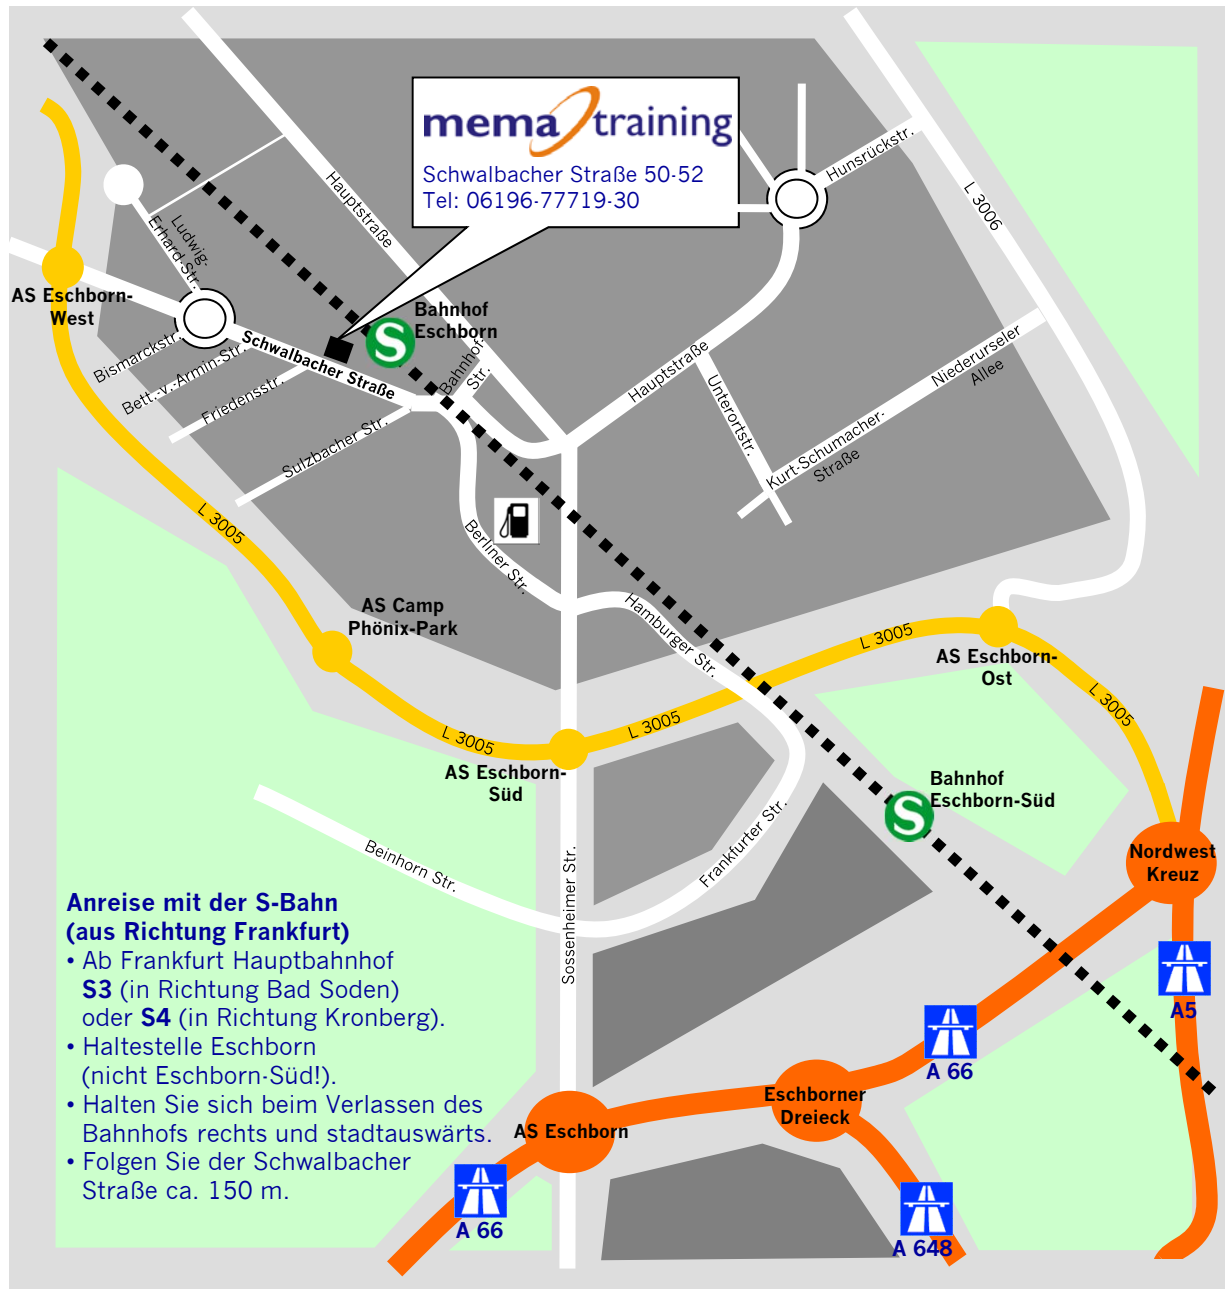 mema training
Schwalbacher Straße 50-52
Tel: 06196-77719-30
Hauptstraße
Hunsrückstr.
L 3006
Ludwig-
Erhard-Str.
AS Eschborn-
West
Bahnhof
Eschborn
S
Schwalbacher Straße
Bismarckstr.
Bett.-v.-Armin-Str.
Friedensstr.
Sulzbacher Str.
Bahnhof-
Str.
Hauptstraße
Unterortstr.
Niederurseler
Allee
Kurt-Schumacher-
Straße
L 3005
Berliner Str.
AS Camp
Phönix-Park
Hamburger Str.
L 3005
AS Eschborn-
Ost
L 3005
L 3005
L 3005
AS Eschborn-
Süd
Bahnhof
Eschborn-Süd
S
Beinhorn Str.
Frankfurter Str.
Sossenheimer Str.
Nordwest
Kreuz
Anreise mit der S-Bahn
(aus Richtung Frankfurt)
• Ab Frankfurt Hauptbahnhof
S3 (in Richtung Bad Soden)
oder S4 (in Richtung Kronberg).
• Haltestelle Eschborn
(nicht Eschborn-Süd!).
• Halten Sie sich beim Verlassen des
Bahnhofs rechts und stadtauswärts.
• Folgen Sie der Schwalbacher
Straße ca. 150 m.
A5
A 66
Eschborner
Dreieck
AS Eschborn
A 66
A 648